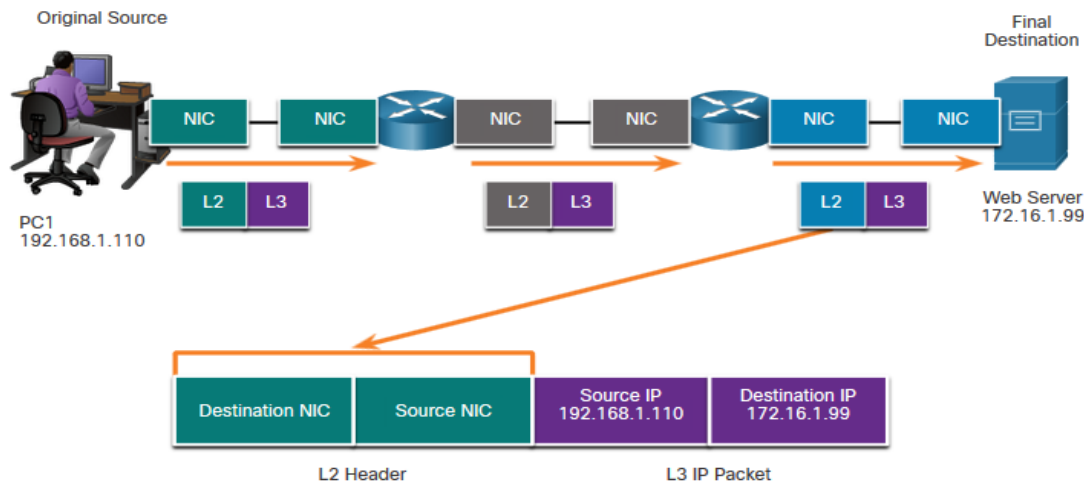 Original Source
Final
Destination
NIC
NIC
NIC
NIC
NIC
NIC
L2
L3
L2
L3
L2
L3
PC1
192.168.1.110
Web Server
172.16.1.99
Destination NIC
Source NIC
Source IP
192.168.1.110
Destination IP
172.16.1.99
L2 Header
L3 IP Packet